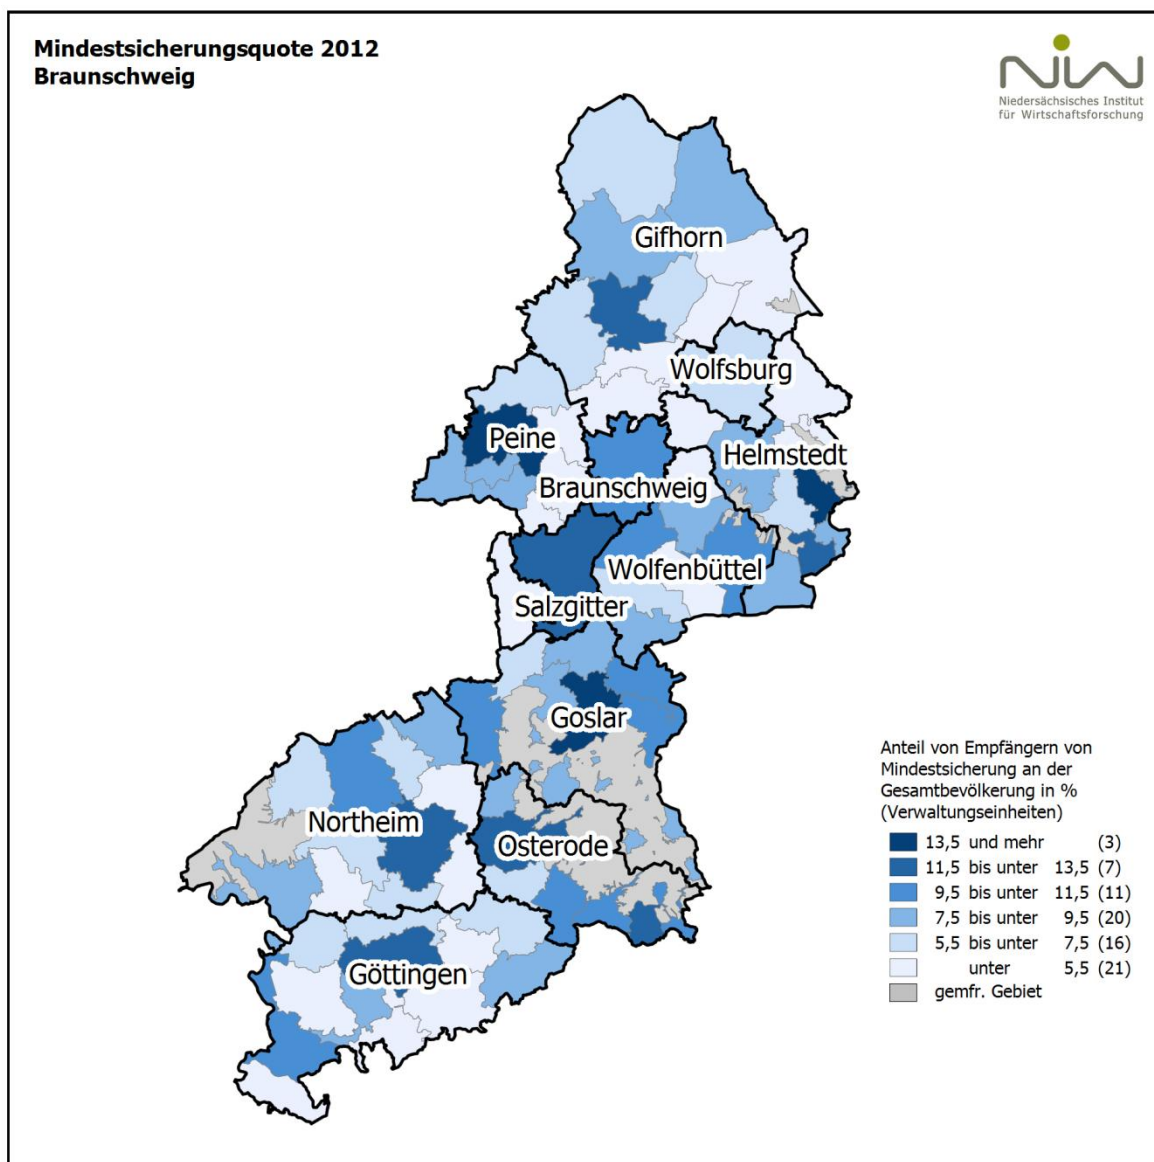 Mindestsicherungsquote 2012
Braunschweig
NIW
Niedersächsisches Institut
für Wirtschaftsforschung
Gifhorn
Wolfsburg
Peine
Helmstedt
Braunschweig
Wolfenbüttel
Salzgitter
Goslar
Northeim
Osterode
Göttingen
Anteil von Empfängern von
Mindestsicherung an der
Gesamtbevölkerung in %
(Verwaltungseinheiten)
13,5 und mehr (3)
11,5 bis unter 13,5 (7)
9,5 bis unter 11,5 (11)
7,5 bis unter 9,5 (20)
5,5 bis unter 7,5 (16)
unter 5,5 (21)
gemfr. Gebiet